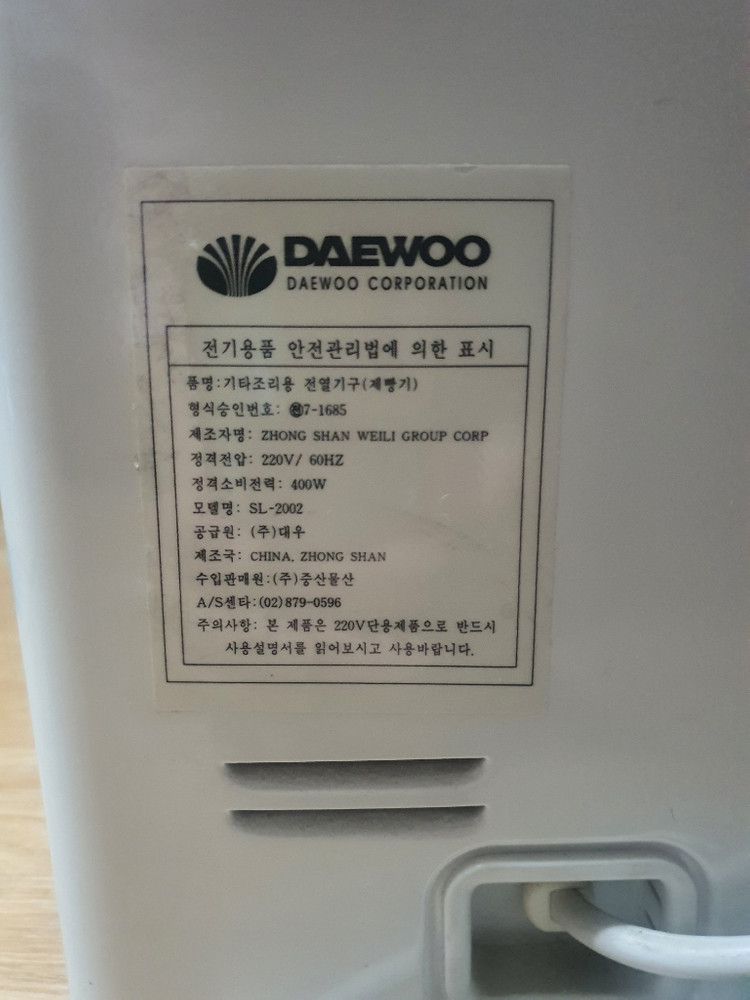 DAEWOO
DAEWOO CORPORATION
전기용품 안전관리법에 의한 표시
품명:기타조리용 전열기구(제빵기)
형식승인번호: ㉄7-1685
제조자명: ZHONG SHAN WEILI GROUP CORP
정격전압: 220V/ 60HZ
정격소비전력: 400W
모델명: SL-2002
공급원: (주)대우
제조국: CHINA. ZHONG SHAN
수입판매원:(주)중산물산
A/S센타:(02)879-0596
주의사항: 본 제품은 220V단용제품으로 반드시
사용설명서를 읽어보시고 사용바랍니다.